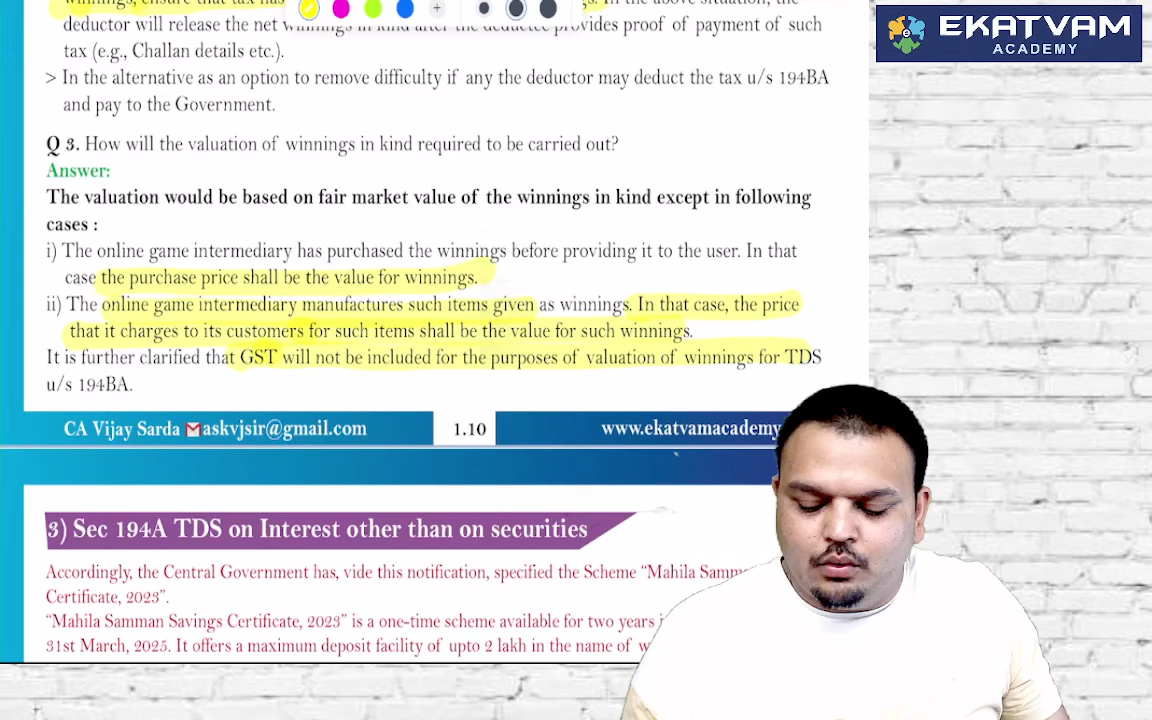 EKATVAM
ACADEMY
deductor will release the net winnings in kind after the deductee provides proof of payment of such
tax (e.g., Challan details etc.).
> In the alternative as an option to remove difficulty if any the deductor may deduct the tax u/s 194BA
and pay to the Government.
Q 3. How will the valuation of winnings in kind required to be carried out?
Answer:
The valuation would be based on fair market value of the winnings in kind except in following
cases :
i) The online game intermediary has purchased the winnings before providing it to the user. In that
case the purchase price shall be the value for winnings.
ii) The online game intermediary manufactures such items given as winnings. In that case, the price
that it charges to its customers for such items shall be the value for such winnings.
It is further clarified that GST will not be included for the purposes of valuation of winnings for TDS
u/s 194BA.
CA Vijay Sarda askvjsir@gmail.com
1.10
www.ekatvamacademy
3) Sec 194A TDS on Interest other than on securities
Accordingly, the Central Government has, vide this notification, specified the Scheme “Mahila Samm
Certificate, 2023”.
“Mahila Samman Savings Certificate, 2023” is a one-time scheme available for two years
31st March, 2025. It offers a maximum deposit facility of upto 2 lakh in the name of